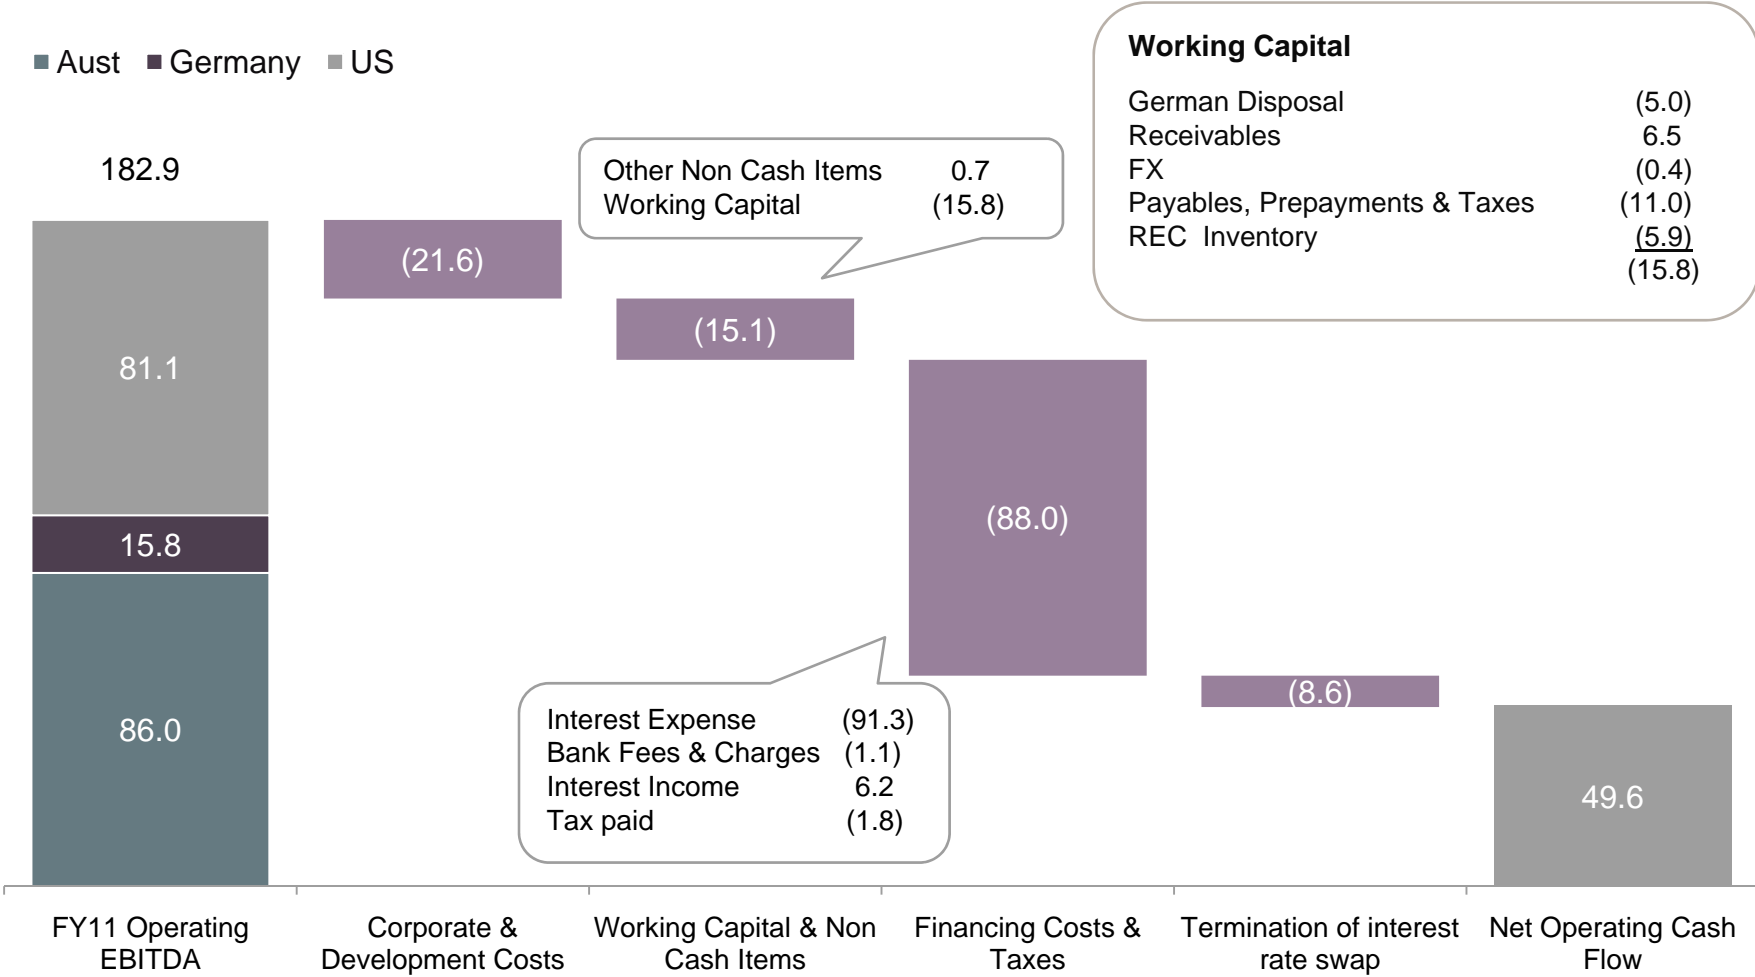 Aust Germany US
182.9
81.1
15.8
86.0
(21.6)
Other Non Cash Items 0.7
Working Capital (15.8)
(15.1)
Working Capital
German Disposal (5.0)
Receivables 6.5
FX (0.4)
Payables, Prepayments & Taxes (11.0)
REC Inventory (5.9)
(15.8)
(88.0)
Interest Expense (91.3)
Bank Fees & Charges (1.1)
Interest Income 6.2
Tax paid (1.8)
(8.6)
49.6
FY11 Operating
EBITDA
Corporate &
Development Costs
Working Capital & Non
Cash Items
Financing Costs &
Taxes
Termination of interest
rate swap
Net Operating Cash
Flow